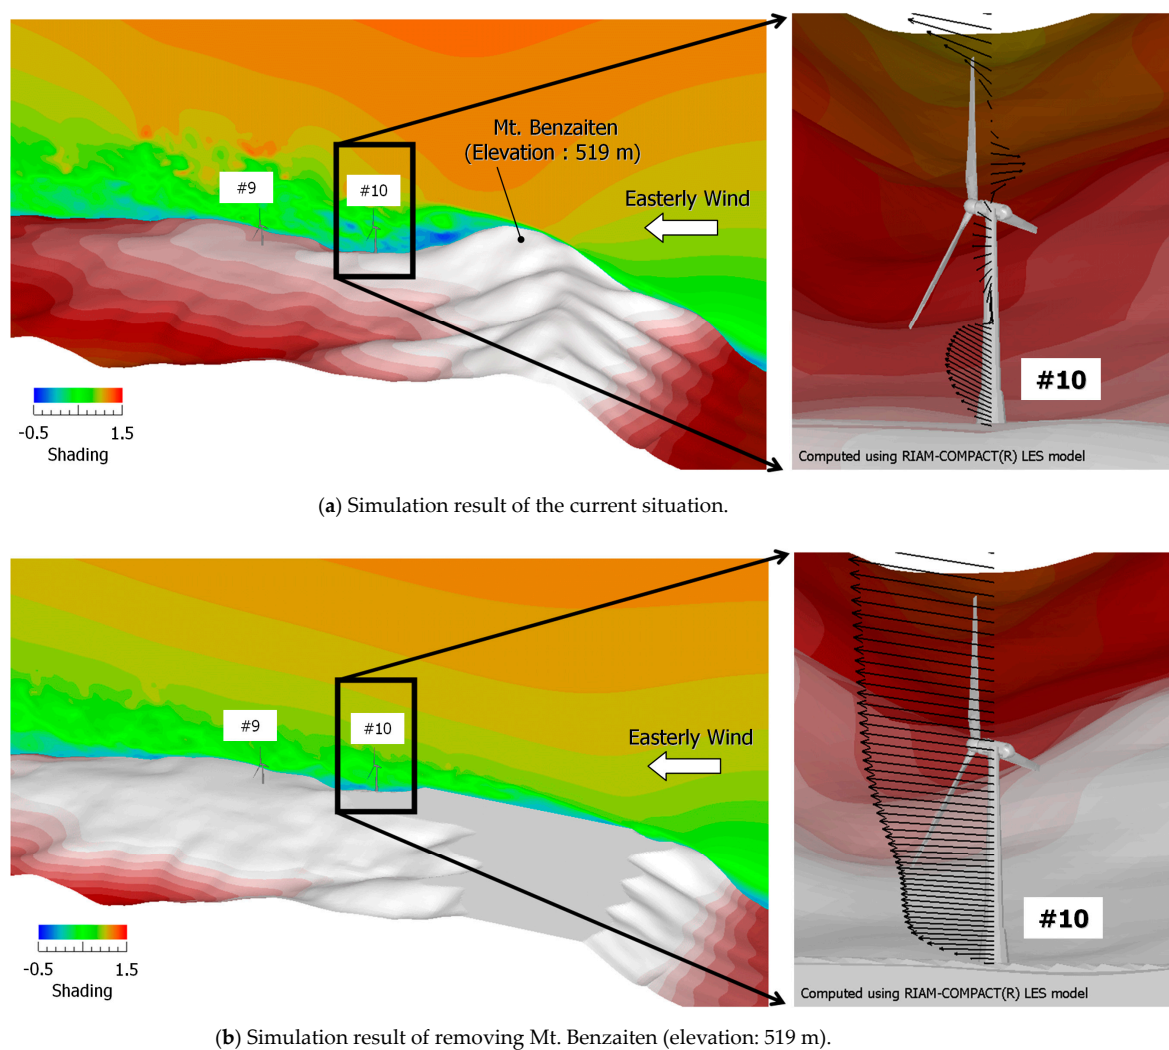 Mt. Benzaiten
(Elevation : 519 m)
#9
#10
Easterly Wind
-0.5
1.5
Shading
#10
Computed using RIAM-COMPACT(R) LES model
(a) Simulation result of the current situation.
#9
#10
Easterly Wind
-0.5
1.5
Shading
#10
Computed using RIAM-COMPACT(R) LES model
(b) Simulation result of removing Mt. Benzaiten (elevation: 519 m).